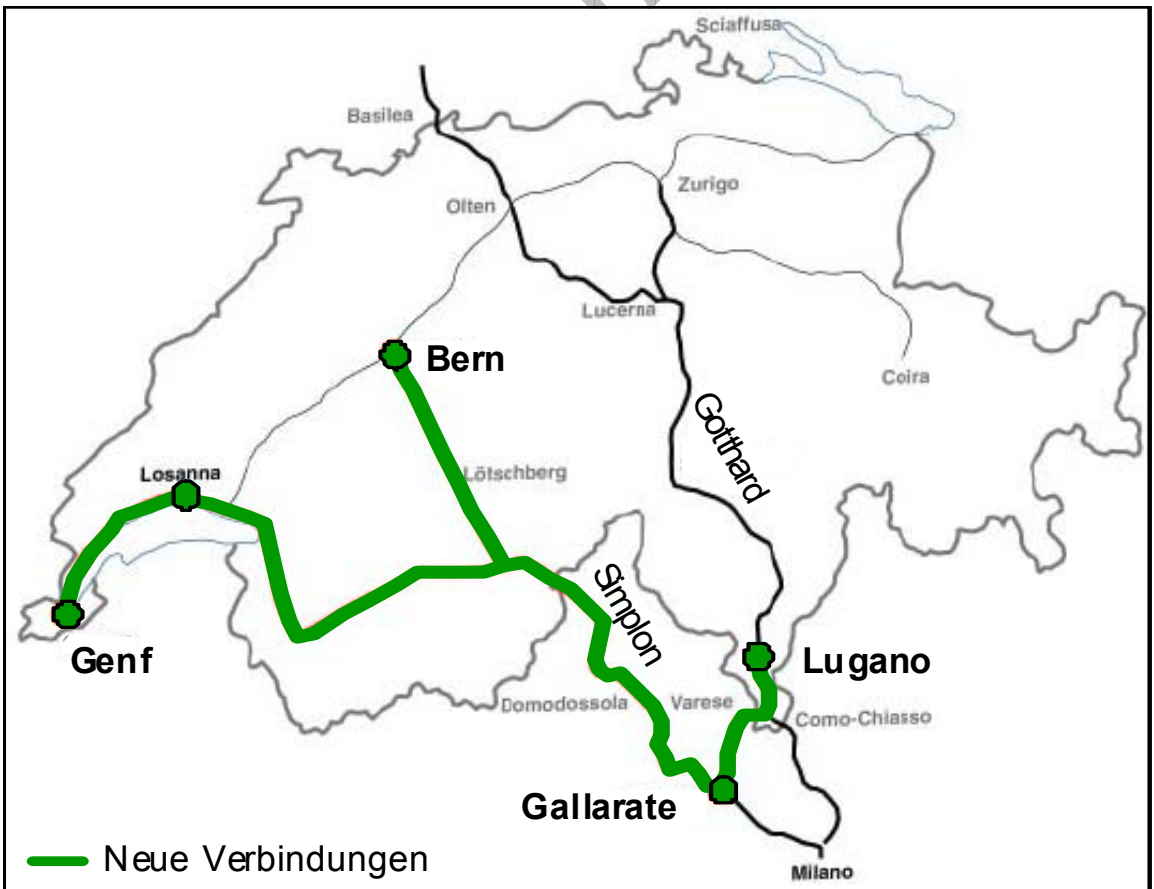 Sciaffusa
Basilea
Zurigo
Olten
Lucerna
Bern
Coira
Gotthard
Losanna
Lötschberg
Simplon
Genf
Lugano
Domodossola
Varese
Como-Chiasso
Gallarate
Neue Verbindungen
Milano